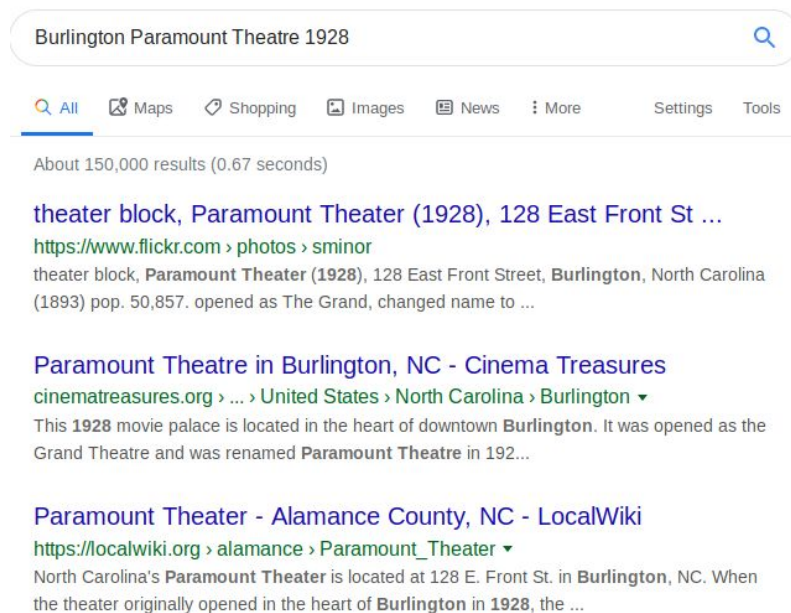 Burlington Paramount Theatre 1928
All Maps Shopping Images News More Settings Tools
About 150,000 results (0.67 seconds)
theater block, Paramount Theater (1928), 128 East Front St ...
https://www.flickr.com › photos › sminor
theater block, Paramount Theater (1928), 128 East Front Street, Burlington, North Carolina
(1893) pop. 50,857. opened as The Grand, changed name to ...
Paramount Theatre in Burlington, NC - Cinema Treasures
cinematreasures.org › ... › United States › North Carolina › Burlington
This 1928 movie palace is located in the heart of downtown Burlington. It was opened as the
Grand Theatre and was renamed Paramount Theatre in 192...
Paramount Theater - Alamance County, NC - LocalWiki
https://localwiki.org › alamance › Paramount_Theater
North Carolina's Paramount Theater is located at 128 E. Front St. in Burlington, NC. When
the theater originally opened in the heart of Burlington in 1928, the ...